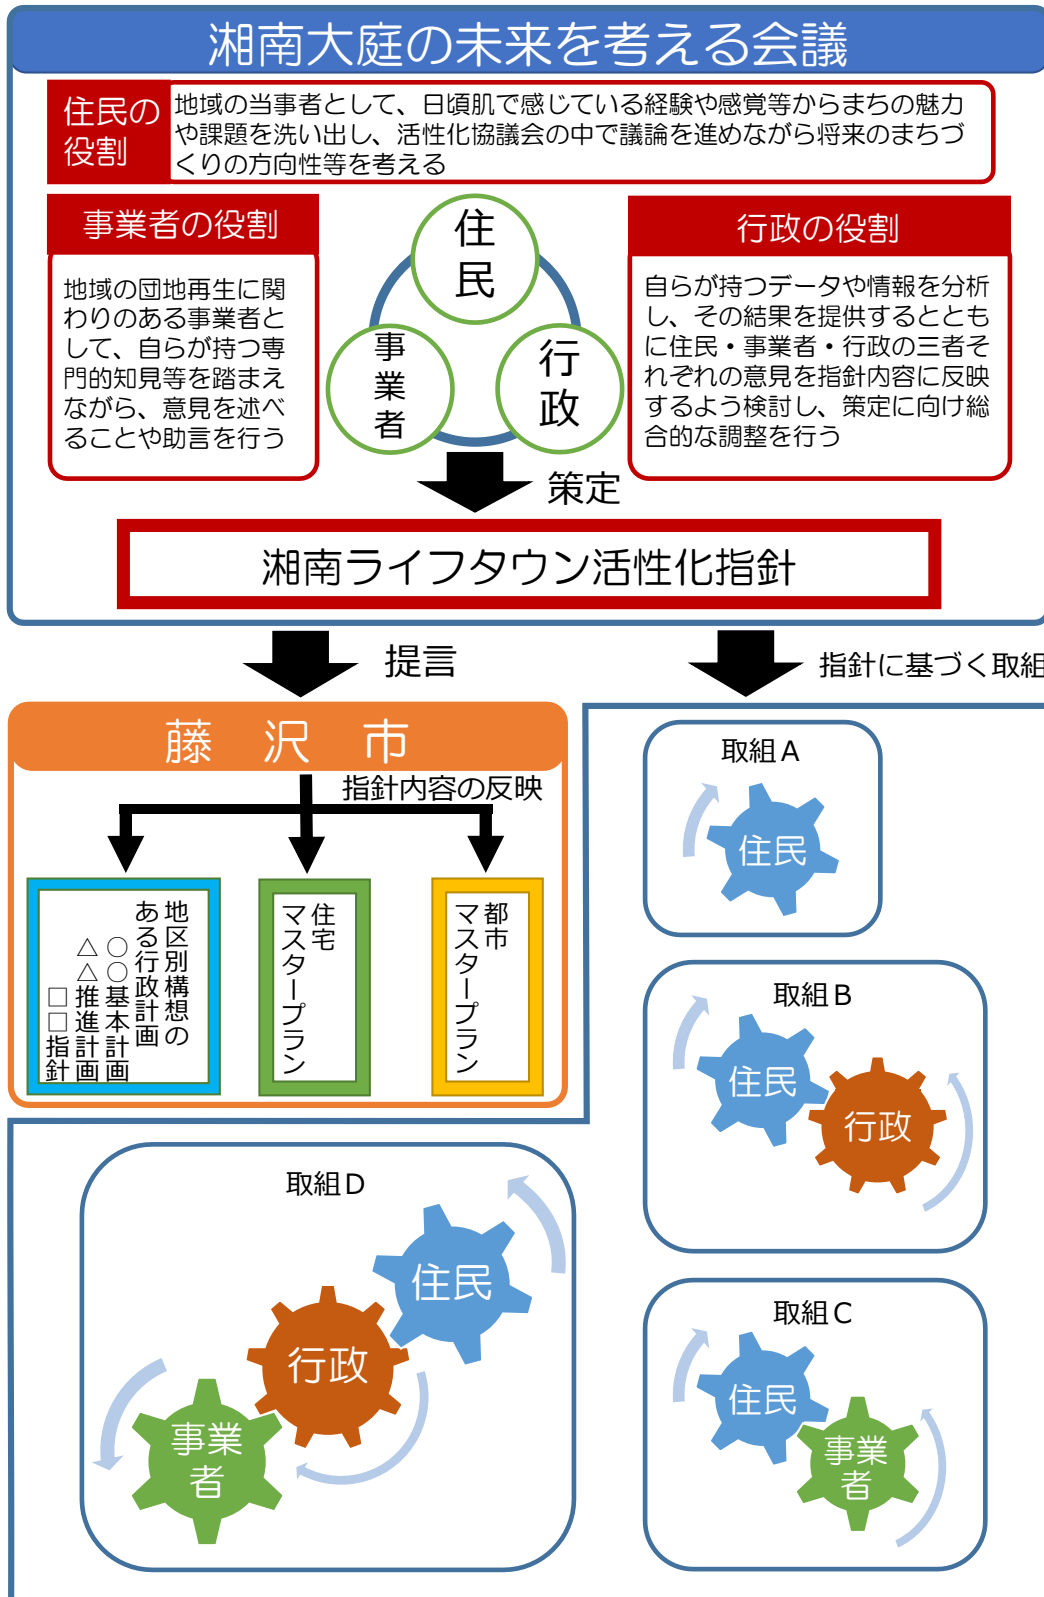 湘南大庭の未来を考える会議
住民の
役割
地域の当事者として、日頃肌で感じている経験や感覚等からまちの魅力
や課題を洗い出し、活性化協議会の中で議論を進めながら将来のまちづ
くりの方向性等を考える
事業者の役割
地域の団地再生に関
わりのある事業者と
して、自らが持つ専
門的知見等を踏まえ
ながら、意見を述べ
ることや助言を行う
住民
事業者
行政
行政の役割
自らが持つデータや情報を分析
し、その結果を提供するととも
に住民・事業者・行政の三者そ
れぞれの意見を指針内容に反映
するよう検討し、策定に向け総
合的な調整を行う
策定
湘南ライフタウン活性化指針
提言
指針に基づく取組
藤 沢 市
指針内容の反映
地区別構想の
ある行政計画
○○基本計画
△△推進計画
□□指針
住宅
マスタープラン
都市
マスタープラン
取組A
住民
取組B
住民
行政
取組C
住民
事業
者
取組D
住民
行政
事業
者